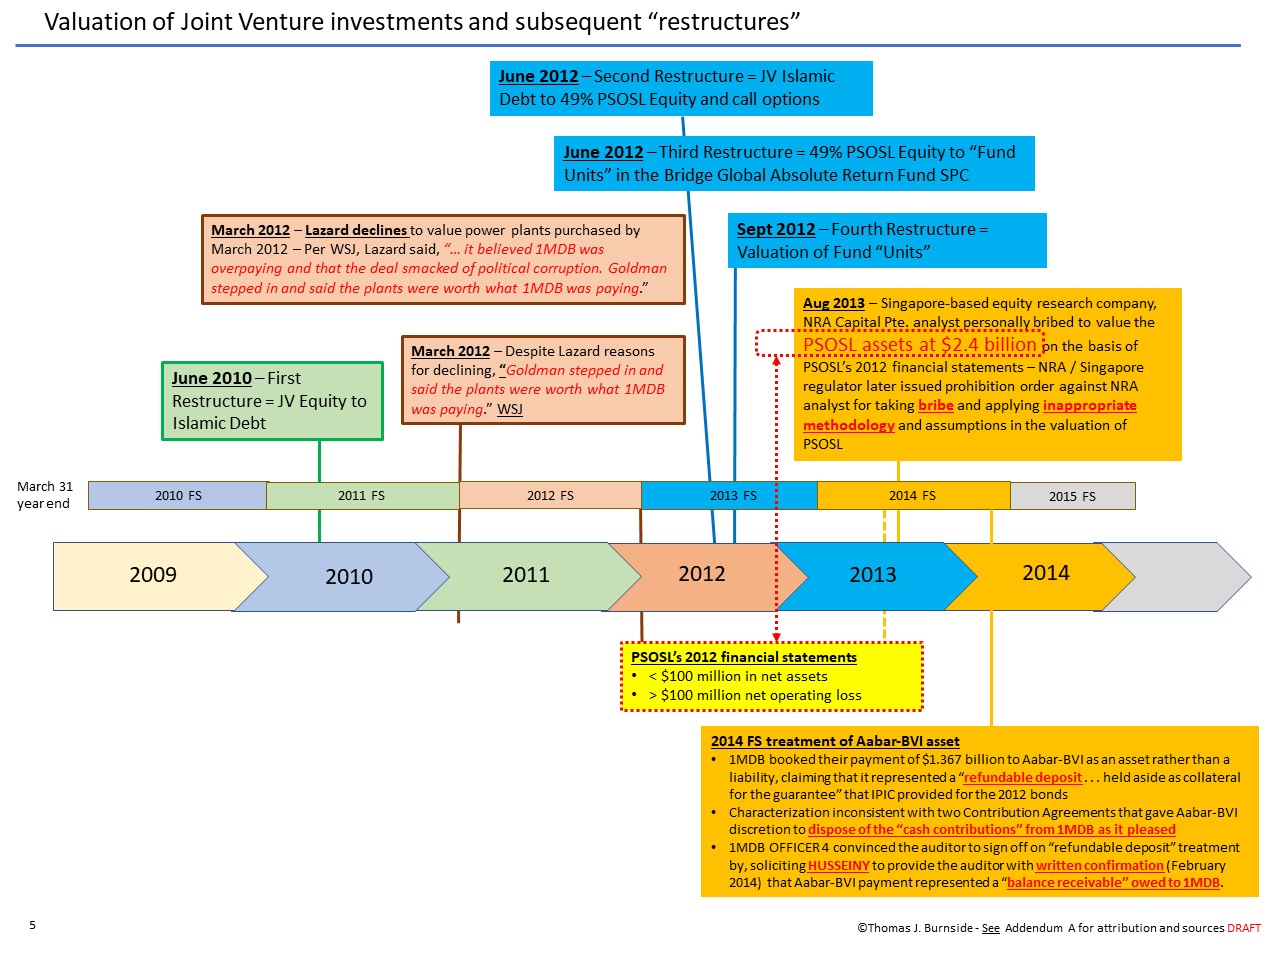 Valuation of Joint Venture investments and subsequent “restructures”
June 2012 – Second Restructure = JV Islamic
Debt to 49% PSOSL Equity and call options
June 2012 – Third Restructure = 49% PSOSL Equity to “Fund
Units” in the Bridge Global Absolute Return Fund SPC
March 2012 – Lazard declines to value power plants purchased by
March 2012 – Per WSJ, Lazard said, “… it believed 1MDB was
overpaying and that the deal smacked of political corruption. Goldman
stepped in and said the plants were worth what 1MDB was paying.”
Sept 2012 – Fourth Restructure =
Valuation of Fund “Units”
Aug 2013 – Singapore-based equity research company,
NRA Capital Pte. analyst personally bribed to value the
PSOSL assets at $2.4 billion on the basis of
PSOSL’s 2012 financial statements – NRA / Singapore
regulator later issued prohibition order against NRA
analyst for taking bribe and applying inappropriate
methodology and assumptions in the valuation of
PSOSL
March 2012 – Despite Lazard reasons
for declining, “Goldman stepped in and
said the plants were worth what 1MDB
was paying.” WSJ
June 2010 – First
Restructure = JV Equity to
Islamic Debt
March 31
year end
2010 FS
2011 FS
2012 FS
2013 FS
2014 FS
2015 FS
2009
2010
2011
2012
2013
2014
PSOSL’s 2012 financial statements
• < $100 million in net assets
• > $100 million net operating loss
2014 FS treatment of Aabar-BVI asset
• 1MDB booked their payment of $1.367 billion to Aabar-BVI as an asset rather than a
liability, claiming that it represented a “refundable deposit . . . held aside as collateral
for the guarantee” that IPIC provided for the 2012 bonds
• Characterization inconsistent with two Contribution Agreements that gave Aabar-BVI
discretion to dispose of the “cash contributions” from 1MDB as it pleased
• 1MDB OFFICER 4 convinced the auditor to sign off on “refundable deposit” treatment
by, soliciting HUSSEINY to provide the auditor with written confirmation (February
2014) that Aabar-BVI payment represented a “balance receivable” owed to 1MDB.
5
©Thomas J. Burnside - See Addendum A for attribution and sources DRAFT